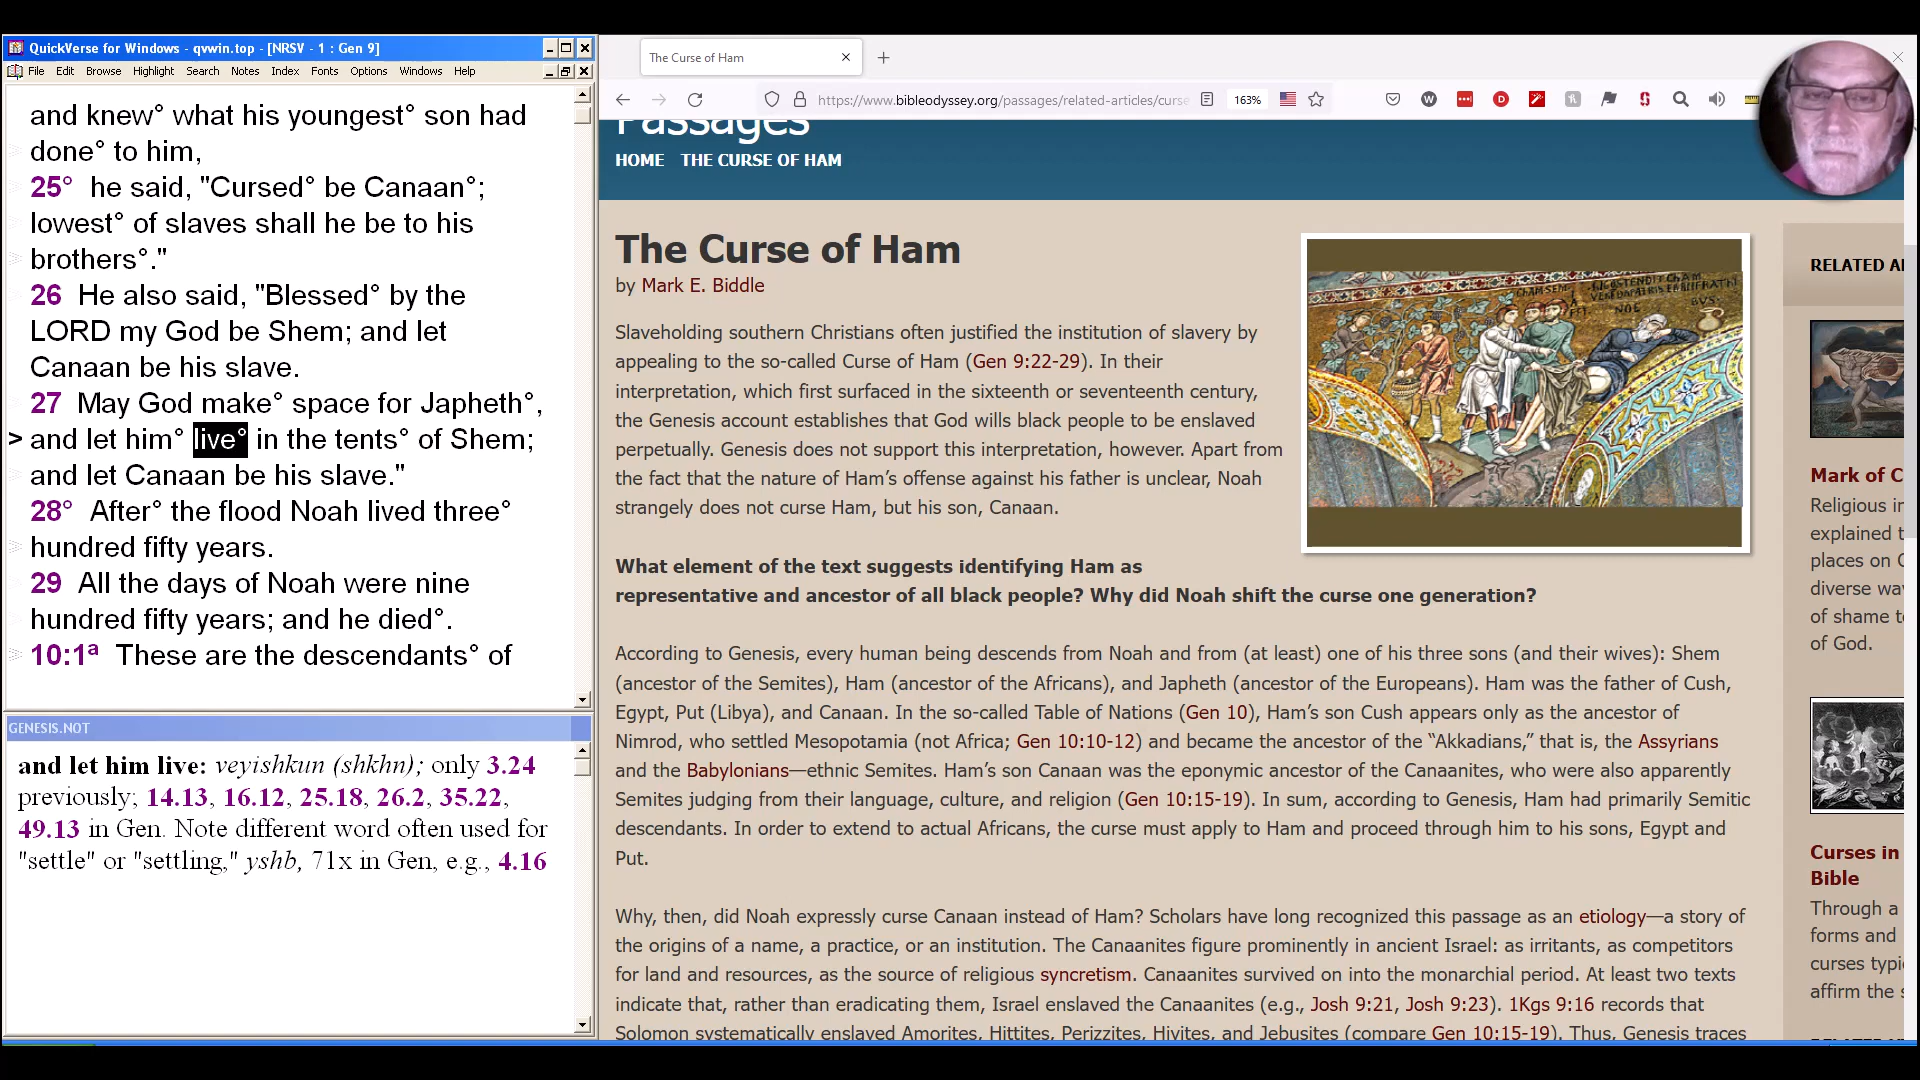 QuickVerse for Windows - qvwin.top - [NRSV - 1 : Gen 9]
File Edit Browse Highlight Search Notes Index Fonts Options Windows Help
and knew° what his youngest° son had
done° to him,
25° he said, "Cursed° be Canaan°;
lowest° of slaves shall he be to his
brothers°."
26 He also said, "Blessed° by the
LORD my God be Shem; and let
Canaan be his slave.
27 May God make° space for Japheth°,
> and let him° live° in the tents° of Shem;
and let Canaan be his slave."
28° After° the flood Noah lived three°
hundred fifty years.
29 All the days of Noah were nine
hundred fifty years; and he died°.
10:1ª These are the descendants° of
GENESIS.NOT
and let him live: veyishkun (shkhn); only 3.24
previously; 14.13, 16.12, 25.18, 26.2, 35.22,
49.13 in Gen. Note different word often used for
"settle" or "settling," yshb, 71x in Gen, e.g., 4.16
The Curse of Ham
https://www.bibleodyssey.org/passages/related-articles/curse
163%
Passages
HOME THE CURSE OF HAM
The Curse of Ham
by Mark E. Biddle
Slaveholding southern Christians often justified the institution of slavery by
appealing to the so-called Curse of Ham (Gen 9:22-29). In their
interpretation, which first surfaced in the sixteenth or seventeenth century,
the Genesis account establishes that God wills black people to be enslaved
perpetually. Genesis does not support this interpretation, however. Apart from
the fact that the nature of Ham’s offense against his father is unclear, Noah
strangely does not curse Ham, but his son, Canaan.
What element of the text suggests identifying Ham as
representative and ancestor of all black people? Why did Noah shift the curse one generation?
According to Genesis, every human being descends from Noah and from (at least) one of his three sons (and their wives): Shem
(ancestor of the Semites), Ham (ancestor of the Africans), and Japheth (ancestor of the Europeans). Ham was the father of Cush,
Egypt, Put (Libya), and Canaan. In the so-called Table of Nations (Gen 10), Ham’s son Cush appears only as the ancestor of
Nimrod, who settled Mesopotamia (not Africa; Gen 10:10-12) and became the ancestor of the “Akkadians,” that is, the Assyrians
and the Babylonians—ethnic Semites. Ham’s son Canaan was the eponymic ancestor of the Canaanites, who were also apparently
Semites judging from their language, culture, and religion (Gen 10:15-19). In sum, according to Genesis, Ham had primarily Semitic
descendants. In order to extend to actual Africans, the curse must apply to Ham and proceed through him to his sons, Egypt and
Put.
Why, then, did Noah expressly curse Canaan instead of Ham? Scholars have long recognized this passage as an etiology—a story of
the origins of a name, a practice, or an institution. The Canaanites figure prominently in ancient Israel: as irritants, as competitors
for land and resources, as the source of religious syncretism. Canaanites survived on into the monarchial period. At least two texts
indicate that, rather than eradicating them, Israel enslaved the Canaanites (e.g., Josh 9:21, Josh 9:23). 1Kgs 9:16 records that
Solomon systematically enslaved Amorites, Hittites, Perizzites, Hivites, and Jebusites (compare Gen 10:15-19). Thus, Genesis traces
RELATED A
Mark of C
Religious in
explained t
places on C
diverse wa
of shame t
of God.
Curses in
Bible
Through a
forms and
curses typi
affirm the s